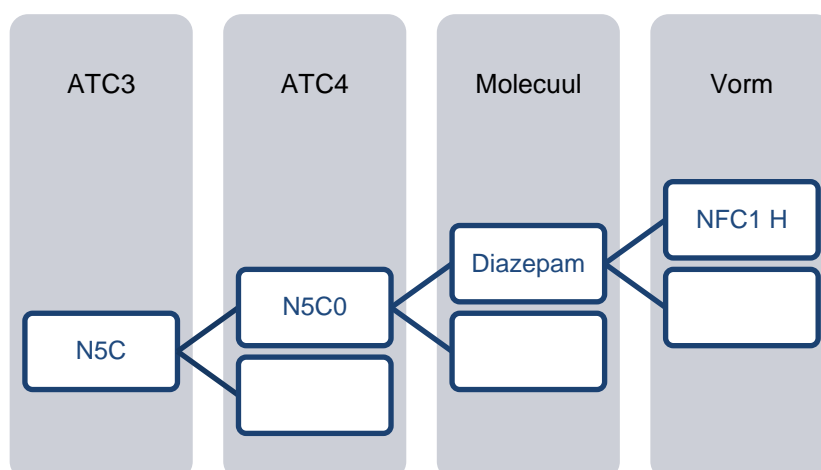 ATC3
ATC4
Molecuul
Vorm
NFC1 H
Diazepam
N5C0
N5C